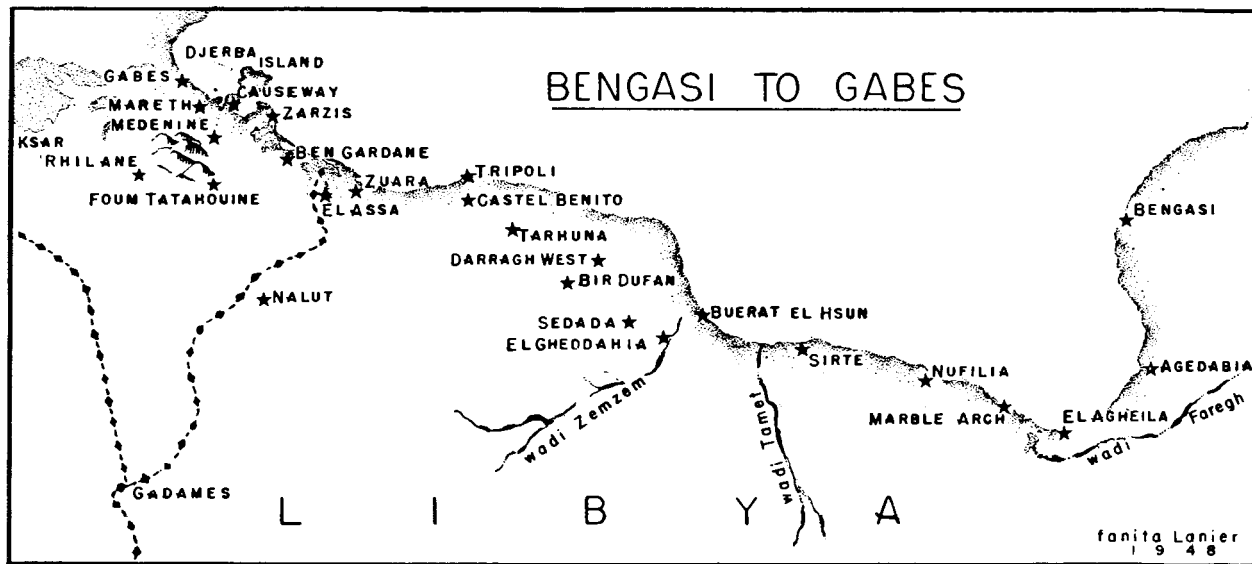 BENGASI TO GABES
DJERBA
ISLAND
GABES
CAUSEWAY
MARETH
ZARZIS
MEDENINE
KSAR
'RHILANE
BEN GARDANE
FOUM TATAHOUINE
ZUARA
EL ASSA
TRIPOLI
CASTEL BENITO
TARHUNA
DARRAGH WEST
BIR DUFAN
NALUT
SEDADA
EL GHEDDAHIA
BUERAT EL HSUN
SIRTE
NUFILIA
MARBLE ARCH
EL AGHEILA
AGEDABIA
BENGASI
wadi Zemzem
wadi Tamet
wadi Faregh
GADAMES
LIBYA
fanita Lanier
1948